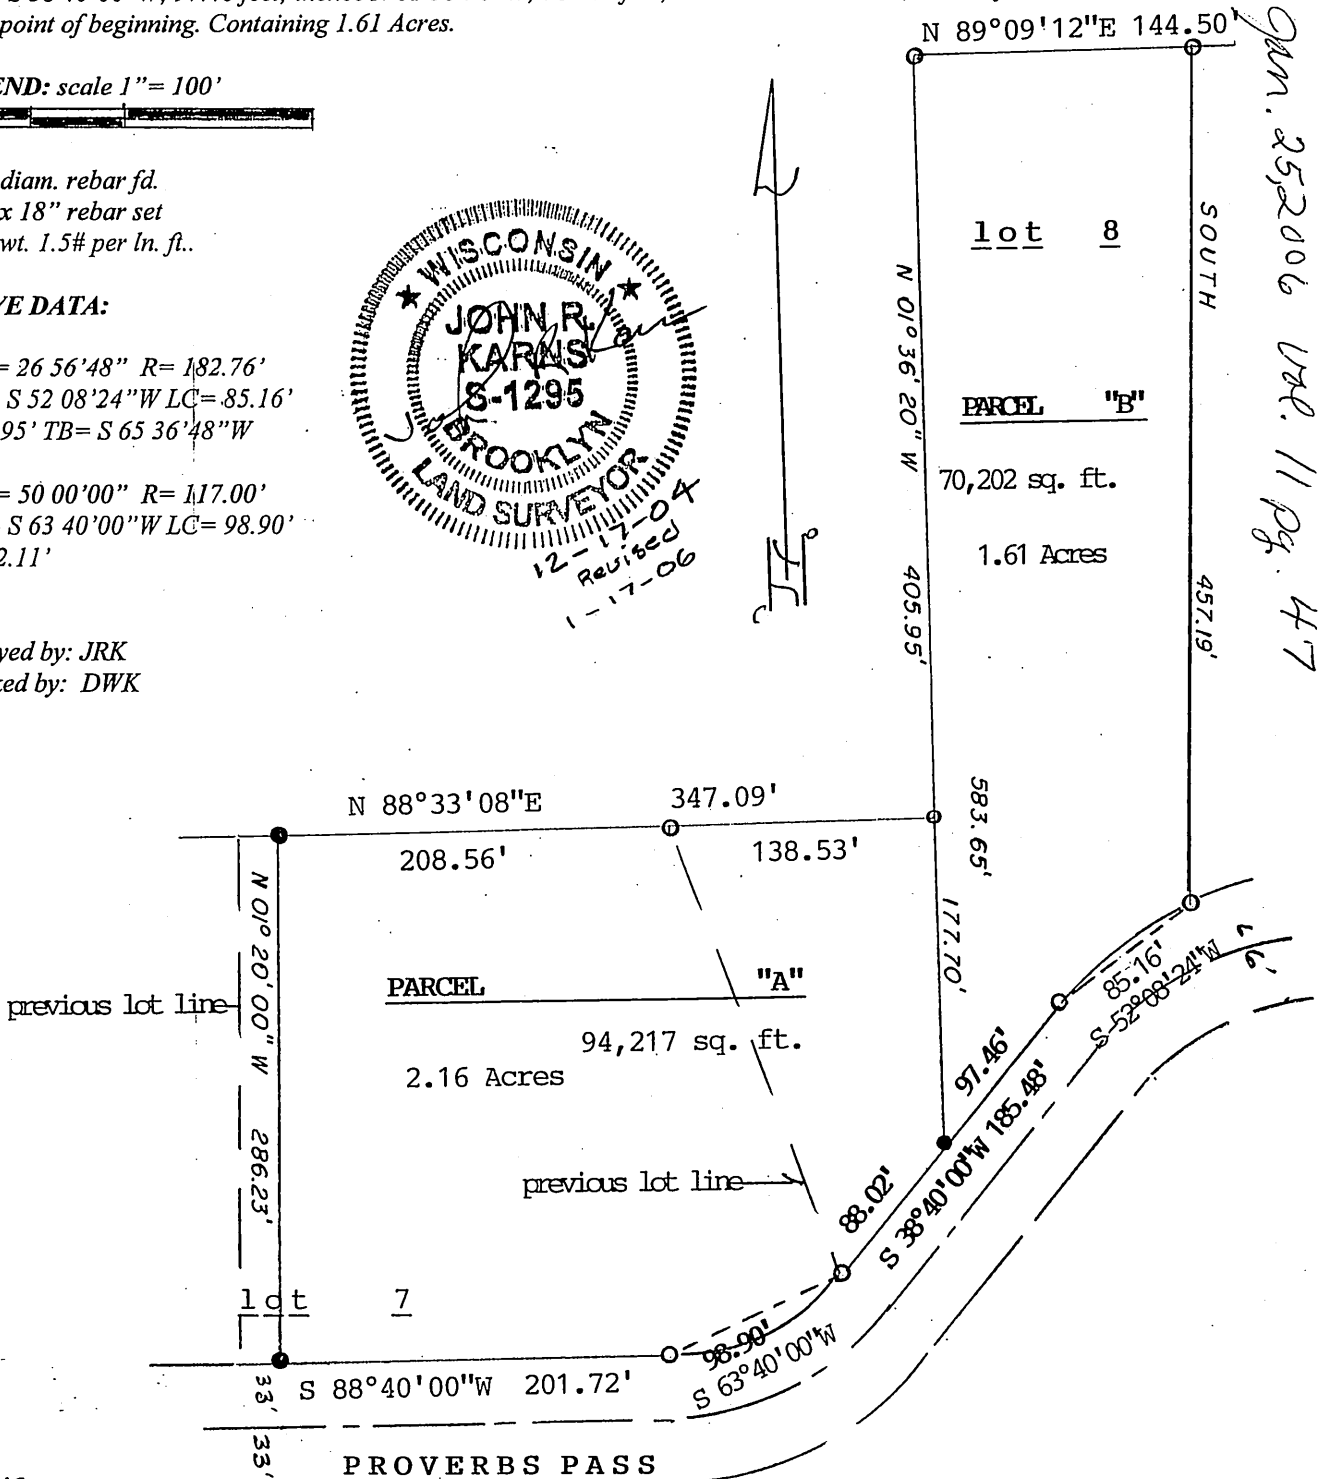 point of beginning. Containing 1.61 Acres.
END: scale 1"= 100'
diam. rebar fd.
x 18" rebar set
wt. 1.5# per ln. ft..
VE DATA:
= 26 56'48" R= 182.76'
S 52 08'24"W LC= 85.16'
95' TB= S 65 36'48"W
= 50 00'00" R= 117.00'
S 63 40'00"W LC= 98.90'
2.11'
yed by: JRK
ked by: DWK
WISCONSIN
JOHN R.
KARNS
S-1295
BROOKLYN
LAND SURVEYOR
12-17-04
Revised
1-17-06
N 89°09'12"E 144.50'
Jan. 25, 2006 Vol. 11 pg. 47
lot 8
SOUTH
457.19'
N 01° 36' 20" W
405.95'
PARCEL "B"
70,202 sq. ft.
1.61 Acres
583.65'
177.70'
N 88°33'08"E 347.09'
208.56' 138.53'
N 01° 20' 00" W 286.23'
previous lot line
PARCEL "A"
94,217 sq. ft.
2.16 Acres
previous lot line
85.16'
S 52°08'24"W
66'
97.46'
S 38°40'00"W 185.48'
88.02'
lot 7
98.90'
S 63°40'00"W
S 88°40'00"W 201.72'
33'
33'
PROVERBS PASS